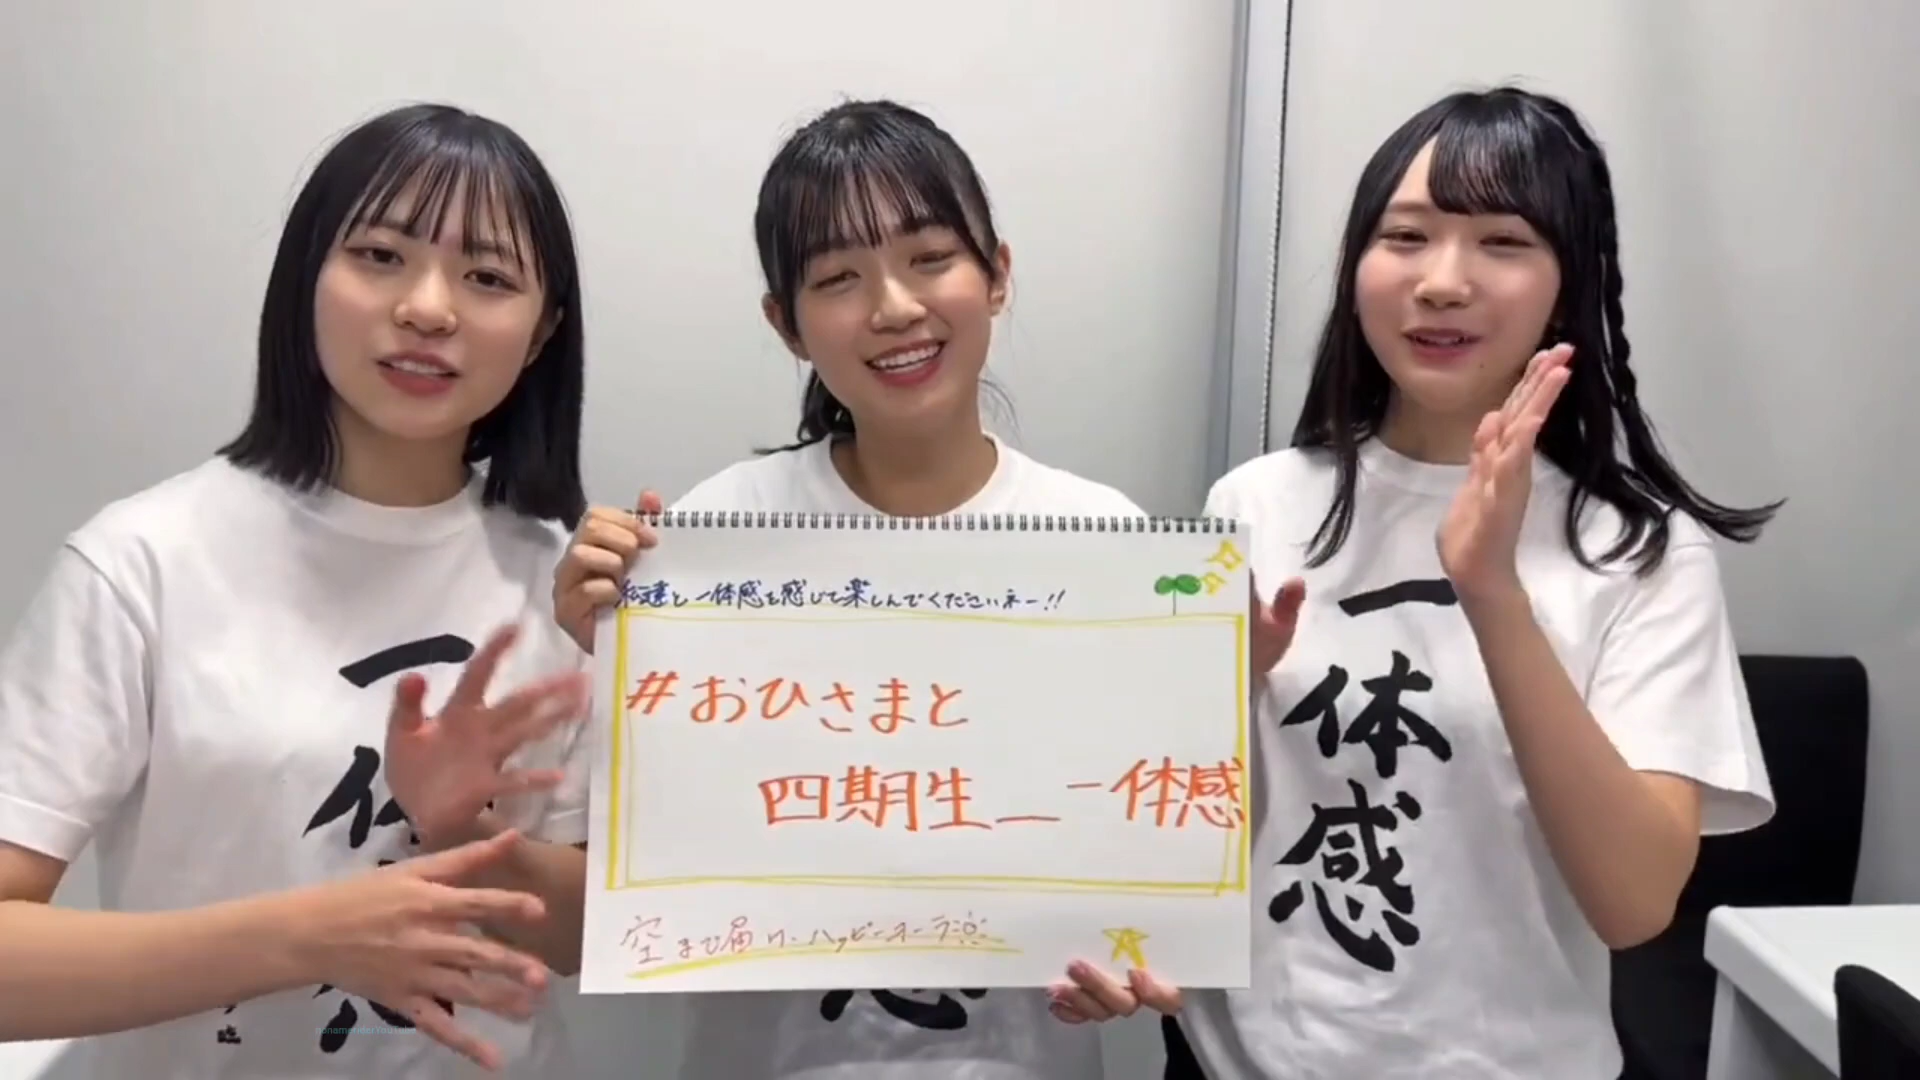 私達と一体感を感じて楽しんでくださいネー!!
#おひさまと
四期生_一体感
空まで届け、ハッピーオーラ
一体感
一体感